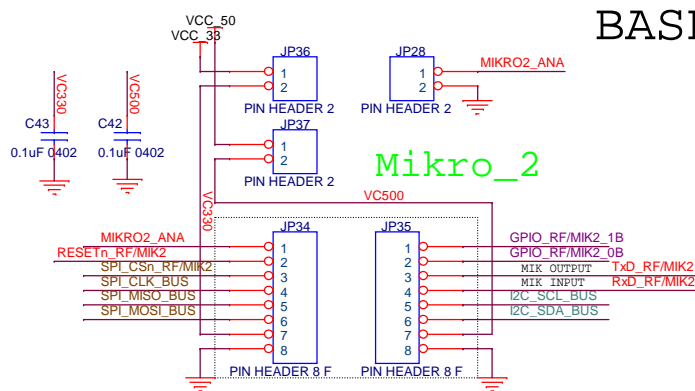 BASI
VCC_50
VCC_33
JP36
1
2
PIN HEADER 2
JP28
1
2
PIN HEADER 2
MIKRO2_ANA
VC330
VC500
C43
0.1uF 0402
C42
0.1uF 0402
JP37
1
2
PIN HEADER 2
Mikro_2
VC330
VC500
JP34
JP35
MIKRO2_ANA
RESETn_RF/MIK2
SPI_CSn_RF/MIK2
SPI_CLK_BUS
SPI_MISO_BUS
SPI_MOSI_BUS
1
2
3
4
5
6
7
8
PIN HEADER 8 F
1
2
3
4
5
6
7
8
PIN HEADER 8 F
GPIO_RF/MIK2_1B
GPIO_RF/MIK2_0B
MIK OUTPUT TxD_RF/MIK2
MIK INPUT RxD_RF/MIK2
I2C_SCL_BUS
I2C_SDA_BUS